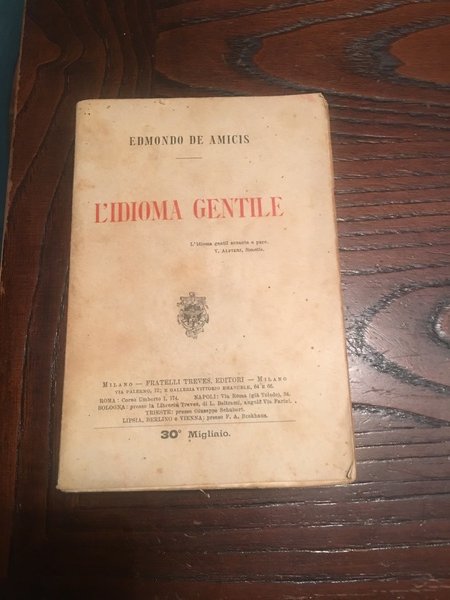 EDMONDO DE AMICIS
L'IDIOMA GENTILE
L'idioma gentil sonante e puro.
V. ALFIERI, Sonetto.
MILANO — FRATELLI TREVES, EDITORI — MILANO
VIA PALERMO, 12; E GALLERIA VITTORIO EMANUELE, 64 E 66.
ROMA: Corso Umberto I, 174. NAPOLI: Via Roma (già Toledo), 34.
BOLOGNA: presso la Libreria Treves, di L. Beltrami, angolo Via Farini.
TRIESTE: presso Giuseppe Schubart.
LIPSIA, BERLINO e VIENNA: presso F. A. Brockhaus.
30° Migliaio.